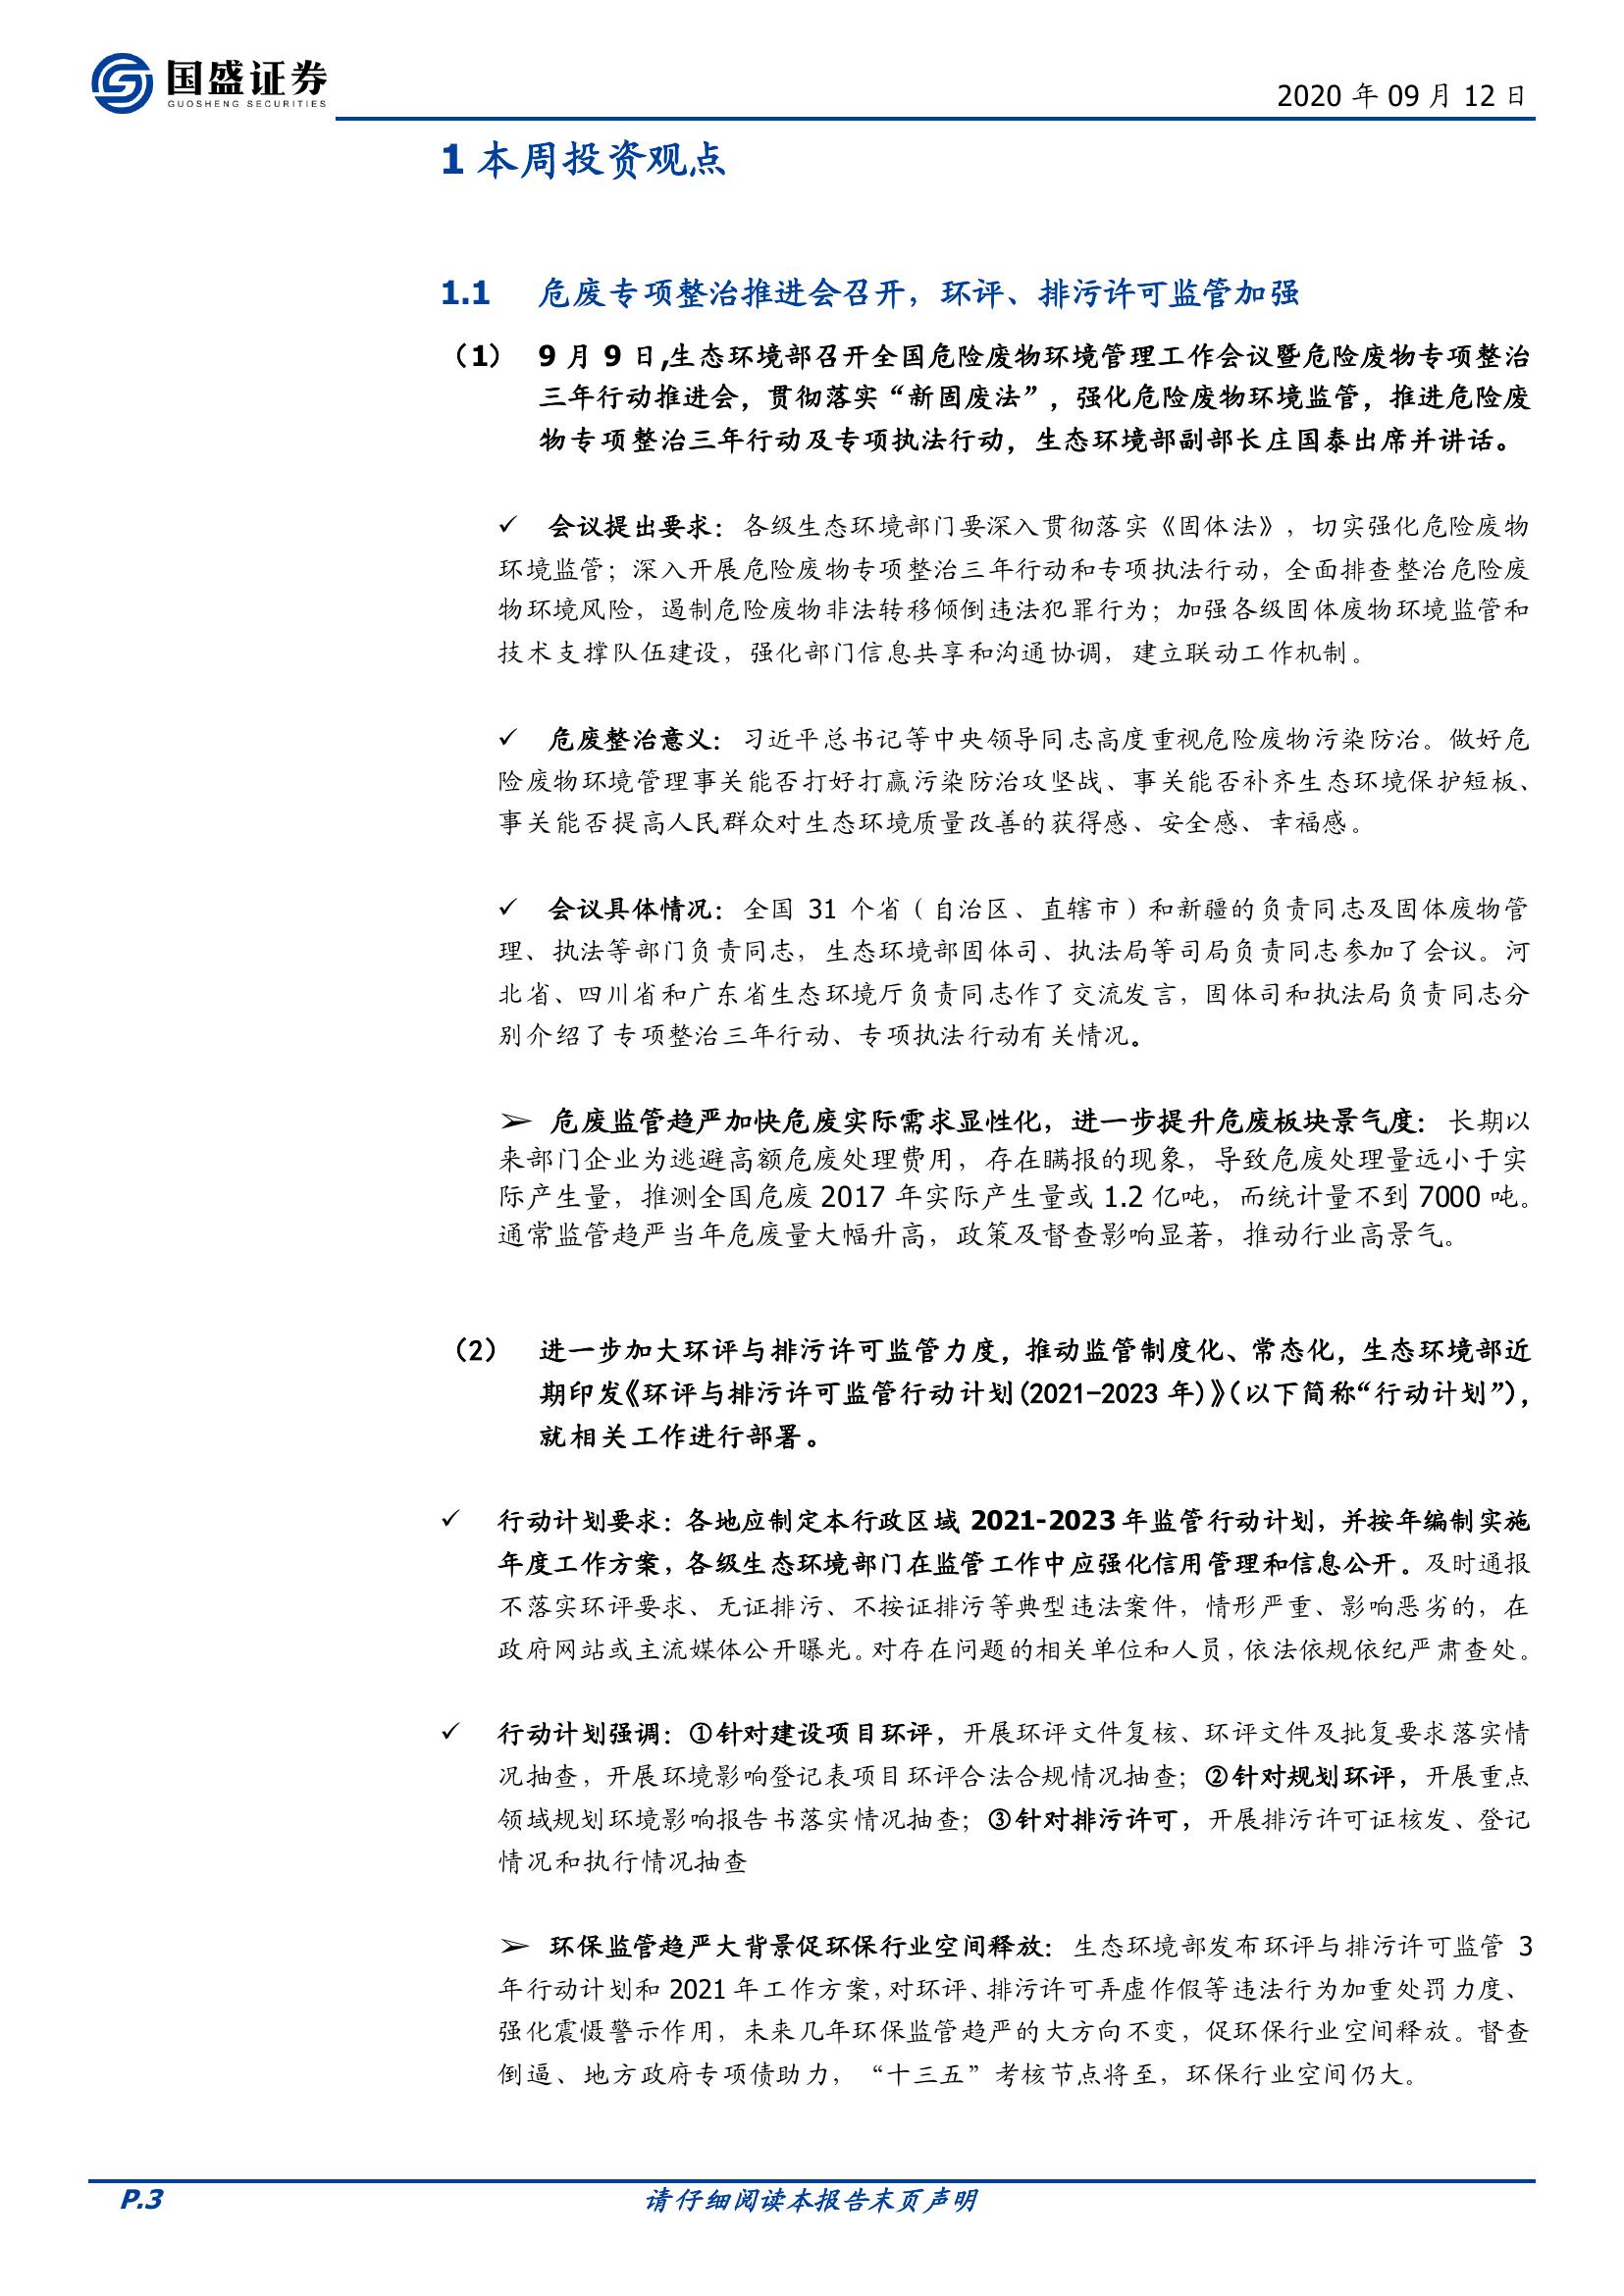 国盛证券
GUOSHENG SECURITIES
2020 年 09 月 12 日
1 本周投资观点
1.1 危废专项整治推进会召开，环评、排污许可监管加强
（1） 9 月 9 日,生态环境部召开全国危险废物环境管理工作会议暨危险废物专项整治
三年行动推进会，贯彻落实“新固废法”，强化危险废物环境监管，推进危险废
物专项整治三年行动及专项执法行动，生态环境部副部长庄国泰出席并讲话。
✓ 会议提出要求：各级生态环境部门要深入贯彻落实《固体法》，切实强化危险废物
环境监管；深入开展危险废物专项整治三年行动和专项执法行动，全面排查整治危险废
物环境风险，遏制危险废物非法转移倾倒违法犯罪行为；加强各级固体废物环境监管和
技术支撑队伍建设，强化部门信息共享和沟通协调，建立联动工作机制。
✓ 危废整治意义：习近平总书记等中央领导同志高度重视危险废物污染防治。做好危
险废物环境管理事关能否打好打赢污染防治攻坚战、事关能否补齐生态环境保护短板、
事关能否提高人民群众对生态环境质量改善的获得感、安全感、幸福感。
✓ 会议具体情况：全国 31 个省（自治区、直辖市）和新疆的负责同志及固体废物管
理、执法等部门负责同志，生态环境部固体司、执法局等司局负责同志参加了会议。河
北省、四川省和广东省生态环境厅负责同志作了交流发言，固体司和执法局负责同志分
别介绍了专项整治三年行动、专项执法行动有关情况。
➢ 危废监管趋严加快危废实际需求显性化，进一步提升危废板块景气度：长期以
来部门企业为逃避高额危废处理费用，存在瞒报的现象，导致危废处理量远小于实
际产生量，推测全国危废 2017 年实际产生量或 1.2 亿吨，而统计量不到 7000 吨。
通常监管趋严当年危废量大幅升高，政策及督查影响显著，推动行业高景气。
（2） 进一步加大环评与排污许可监管力度，推动监管制度化、常态化，生态环境部近
期印发《环评与排污许可监管行动计划(2021—2023 年)》（以下简称“行动计划”），
就相关工作进行部署。
✓ 行动计划要求：各地应制定本行政区域 2021-2023 年监管行动计划，并按年编制实施
年度工作方案，各级生态环境部门在监管工作中应强化信用管理和信息公开。及时通报
不落实环评要求、无证排污、不按证排污等典型违法案件，情形严重、影响恶劣的，在
政府网站或主流媒体公开曝光。对存在问题的相关单位和人员，依法依规依纪严肃查处。
✓ 行动计划强调：①针对建设项目环评，开展环评文件复核、环评文件及批复要求落实情
况抽查，开展环境影响登记表项目环评合法合规情况抽查；②针对规划环评，开展重点
领域规划环境影响报告书落实情况抽查；③针对排污许可，开展排污许可证核发、登记
情况和执行情况抽查
➢ 环保监管趋严大背景促环保行业空间释放：生态环境部发布环评与排污许可监管 3
年行动计划和 2021 年工作方案，对环评、排污许可弄虚作假等违法行为加重处罚力度、
强化震慑警示作用，未来几年环保监管趋严的大方向不变，促环保行业空间释放。督查
倒逼、地方政府专项债助力，“十三五”考核节点将至，环保行业空间仍大。
P.3 请仔细阅读本报告末页声明